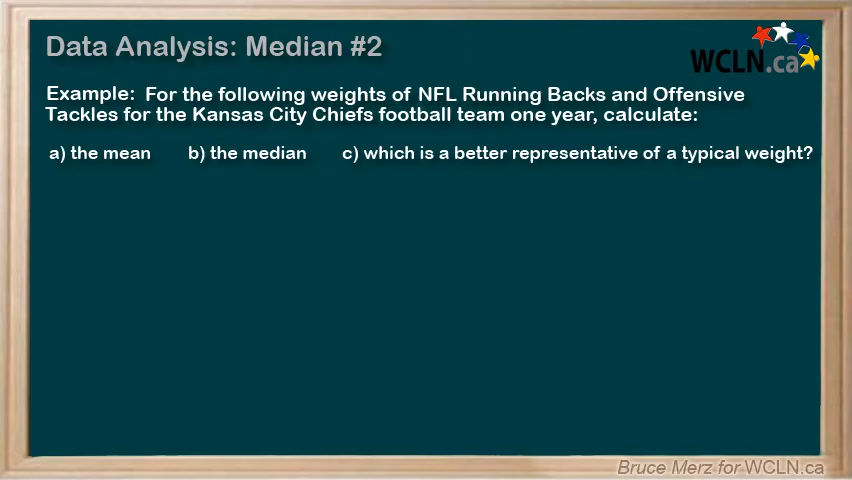 Data Analysis: Median #2
WCLN.ca
Example: For the following weights of NFL Running Backs and Offensive
Tackles for the Kansas City Chiefs football team one year, calculate:
a) the mean b) the median c) which is a better representative of a typical weight?
Bruce Merz for WCLN.ca